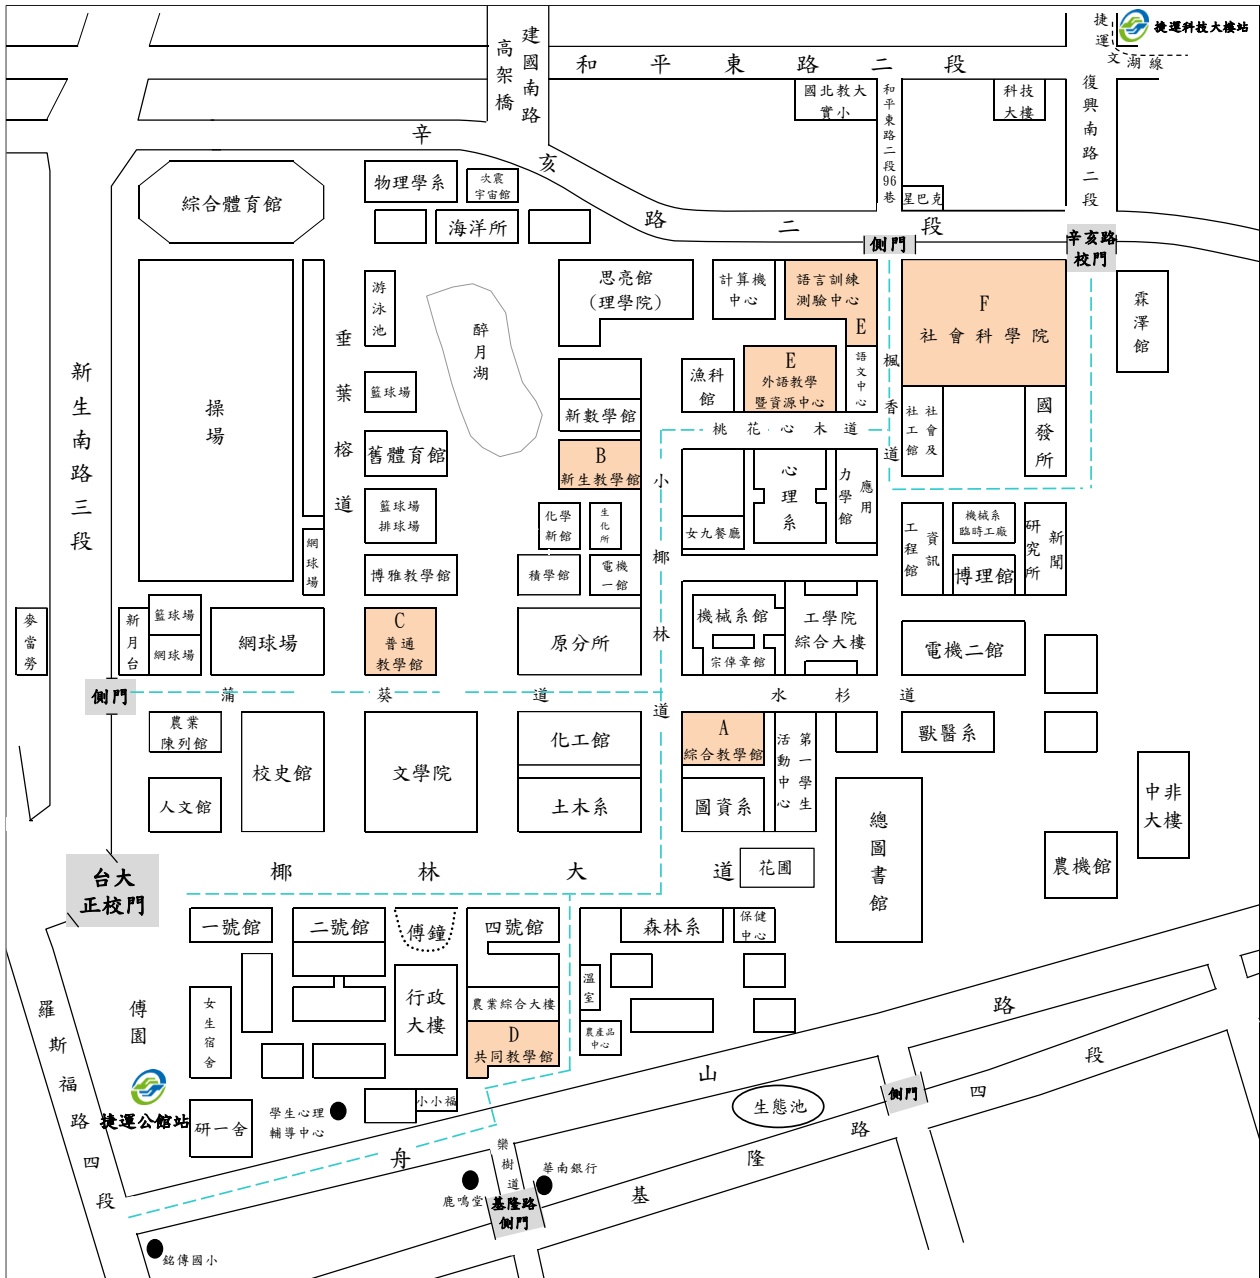 捷運科技大樓站
捷運
文湖線
建國南路
高架橋
和平東路二段
國北教大
實小
和平東路二段96巷
科技
大樓
復興南路二段
辛亥路二段
星巴克
側門
辛亥路
校門
綜合體育館
物理學系
次震
宇宙館
海洋所
思亮館
(理學院)
計算機
中心
語言訓練
測驗中心
E
F
社會科學院
霖澤館
游泳池
醉月湖
垂葉榕道
新生南路三段
操場
籃球場
新數學館
漁科
館
E
外語教學
暨資源中心
語文中心
楓香道
社會及
社工館
國發所
桃花心木道
舊體育館
B
新生教學館
小椰林道
心理系
應用
力學館
女九餐廳
籃球場
排球場
化學
新館
生化所
網球場
博雅教學館
積學館
電機
一館
資訊
工程館
機械系
臨時工廠
博理館
新聞
研究所
麥當勞
新月台
籃球場
網球場
網球場
C
普通
教學館
原分所
機械系館
宗倬章館
工學院
綜合大樓
電機二館
側門
蒲葵道
水杉道
農業
陳列館
校史館
文學院
化工館
A
綜合教學館
第一學生
活動中心
獸醫系
人文館
土木系
圖資系
總圖書館
中非
大樓
農機館
台大
正校門
椰林大道
花圃
一號館
二號館
傅鐘
四號館
森林系
保健
中心
溫室
行政
大樓
農業綜合大樓
D
共同教學館
農產品
中心
女生宿舍
傅園
羅斯福路四段
捷運公館站
研一舍
學生心理
輔導中心
小小福
舟山路
生態池
側門
基隆路四段
欒樹道
鹿鳴堂
華南銀行
基隆路
側門
銘傳國小